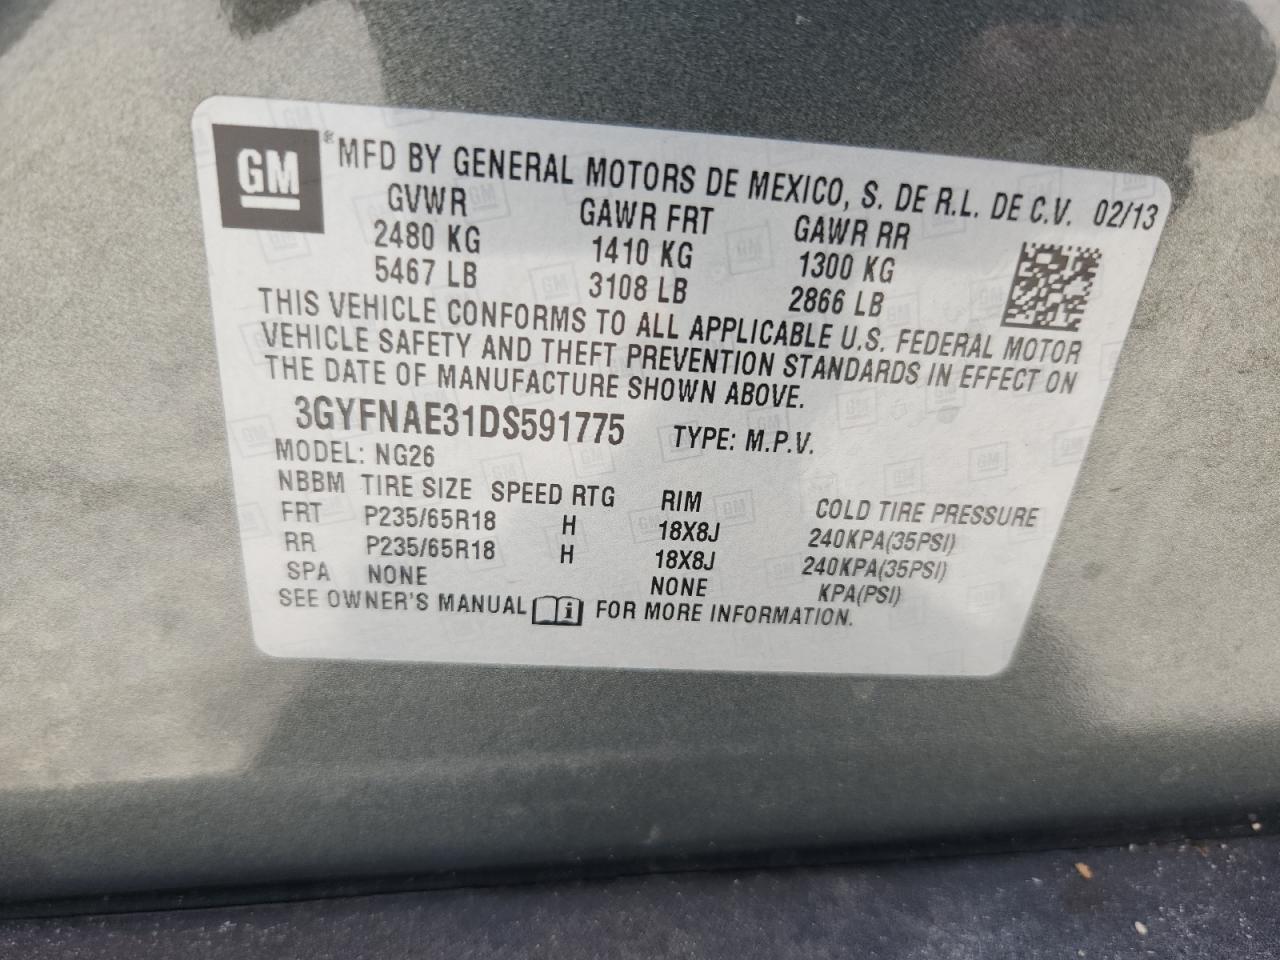 GM® MFD BY GENERAL MOTORS DE MEXICO, S. DE R.L. DE C.V. 02/13
GVWR GAWR FRT GAWR RR
2480 KG 1410 KG 1300 KG
5467 LB 3108 LB 2866 LB
THIS VEHICLE CONFORMS TO ALL APPLICABLE U.S. FEDERAL MOTOR
VEHICLE SAFETY AND THEFT PREVENTION STANDARDS IN EFFECT ON
THE DATE OF MANUFACTURE SHOWN ABOVE.
3GYFNAE31DS591775 TYPE: M.P.V.
MODEL: NG26
NBBM TIRE SIZE SPEED RTG RIM COLD TIRE PRESSURE
FRT P235/65R18 H 18X8J 240KPA(35PSI)
RR P235/65R18 H 18X8J 240KPA(35PSI)
SPA NONE NONE KPA(PSI)
SEE OWNER'S MANUAL i FOR MORE INFORMATION.